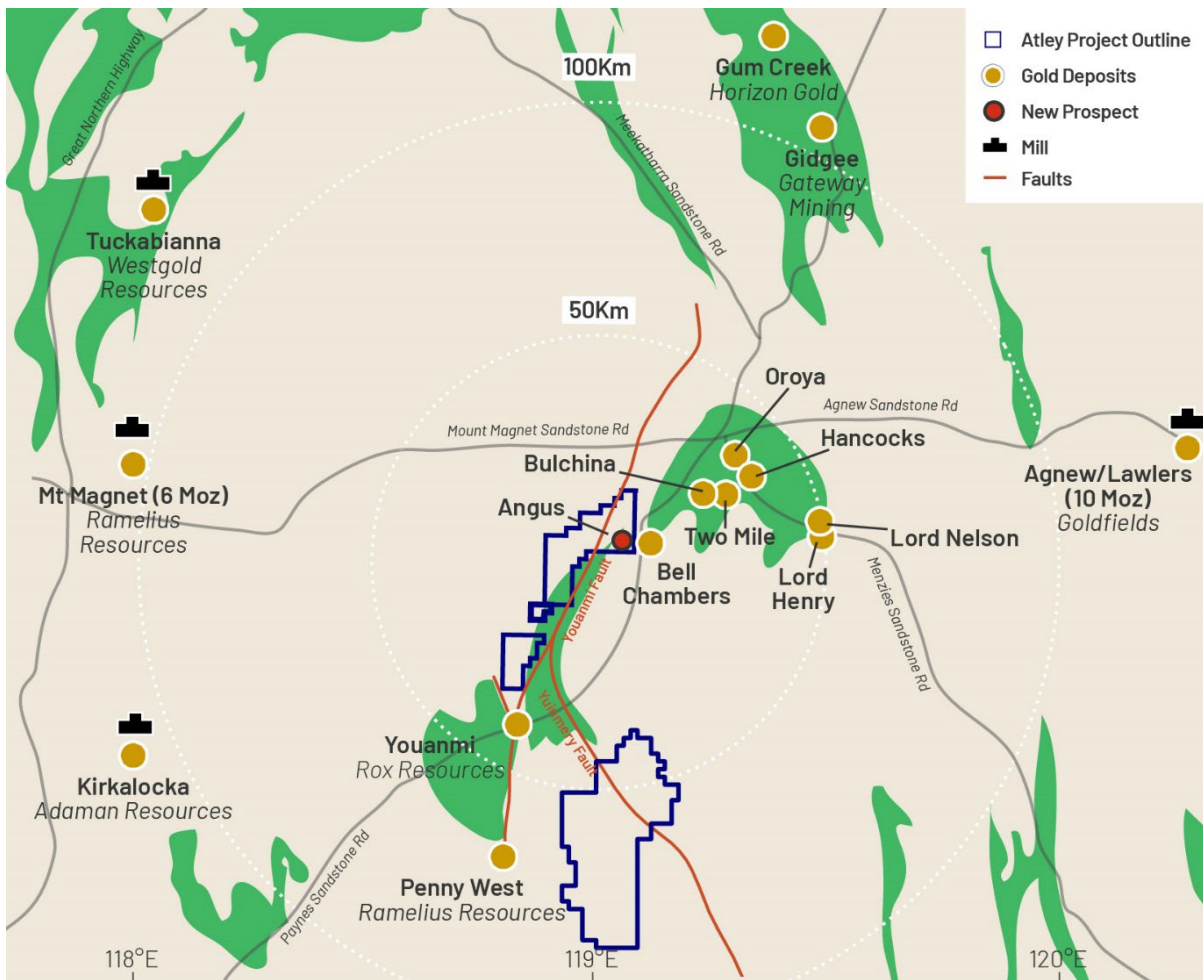 Great Northern Highway
100Km
Meekatharra Sandstone Rd
Gum Creek
Horizon Gold
Gidgee
Gateway
Mining
Atley Project Outline
Gold Deposits
New Prospect
Mill
Faults
Tuckabianna
Westgold
Resources
50Km
Oroya
Agnew Sandstone Rd
Mount Magnet Sandstone Rd
Hancocks
Bulchina
Mt Magnet (6 Moz)
Ramelius
Resources
Agnew/Lawlers
(10 Moz)
Goldfields
Angus
Two Mile
Lord Nelson
Bell
Chambers
Lord
Henry
Youanmi Fault
Menzies Sandstone Rd
Yuidmery Fault
Youanmi
Rox Resources
Kirkalocka
Adaman Resources
Paynes Sandstone Rd
Penny West
Ramelius Resources
118°E
119°E
120°E